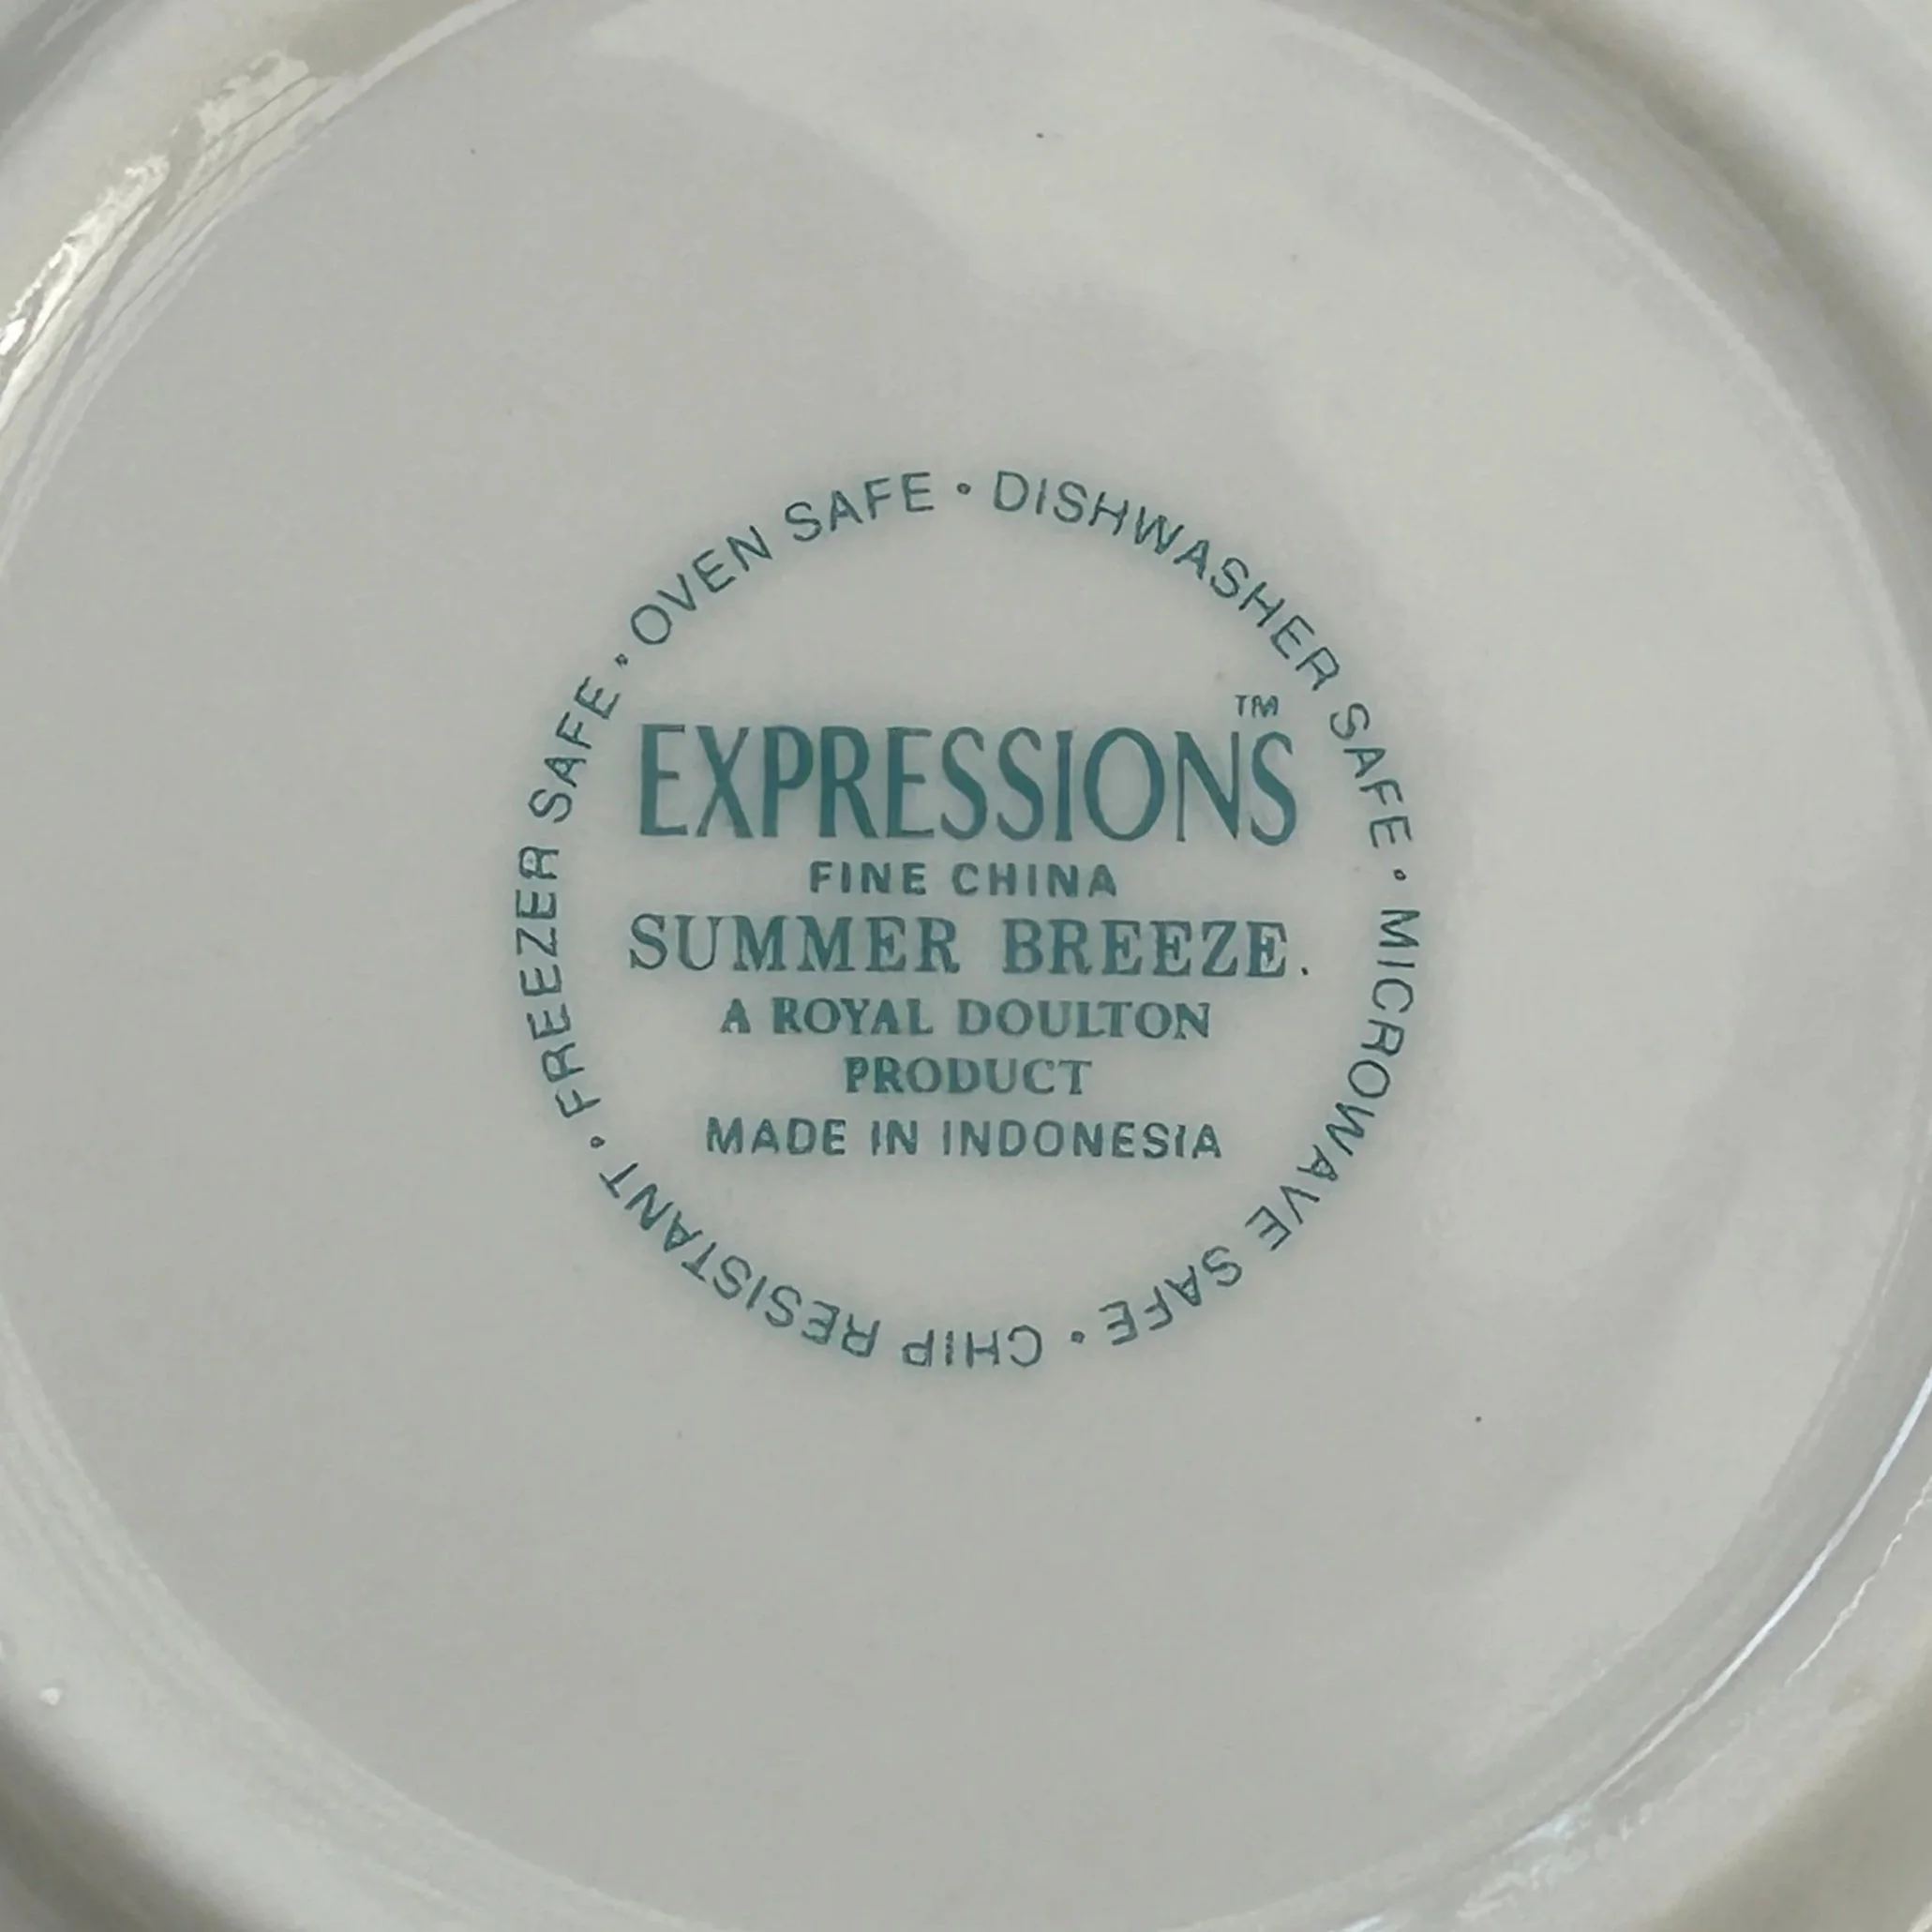 OVEN SAFE • DISHWASHER SAFE • MICROWAVE SAFE • CHIP RESISTANT • FREEZER SAFE •
EXPRESSIONS™
FINE CHINA
SUMMER BREEZE.
A ROYAL DOULTON
PRODUCT
MADE IN INDONESIA